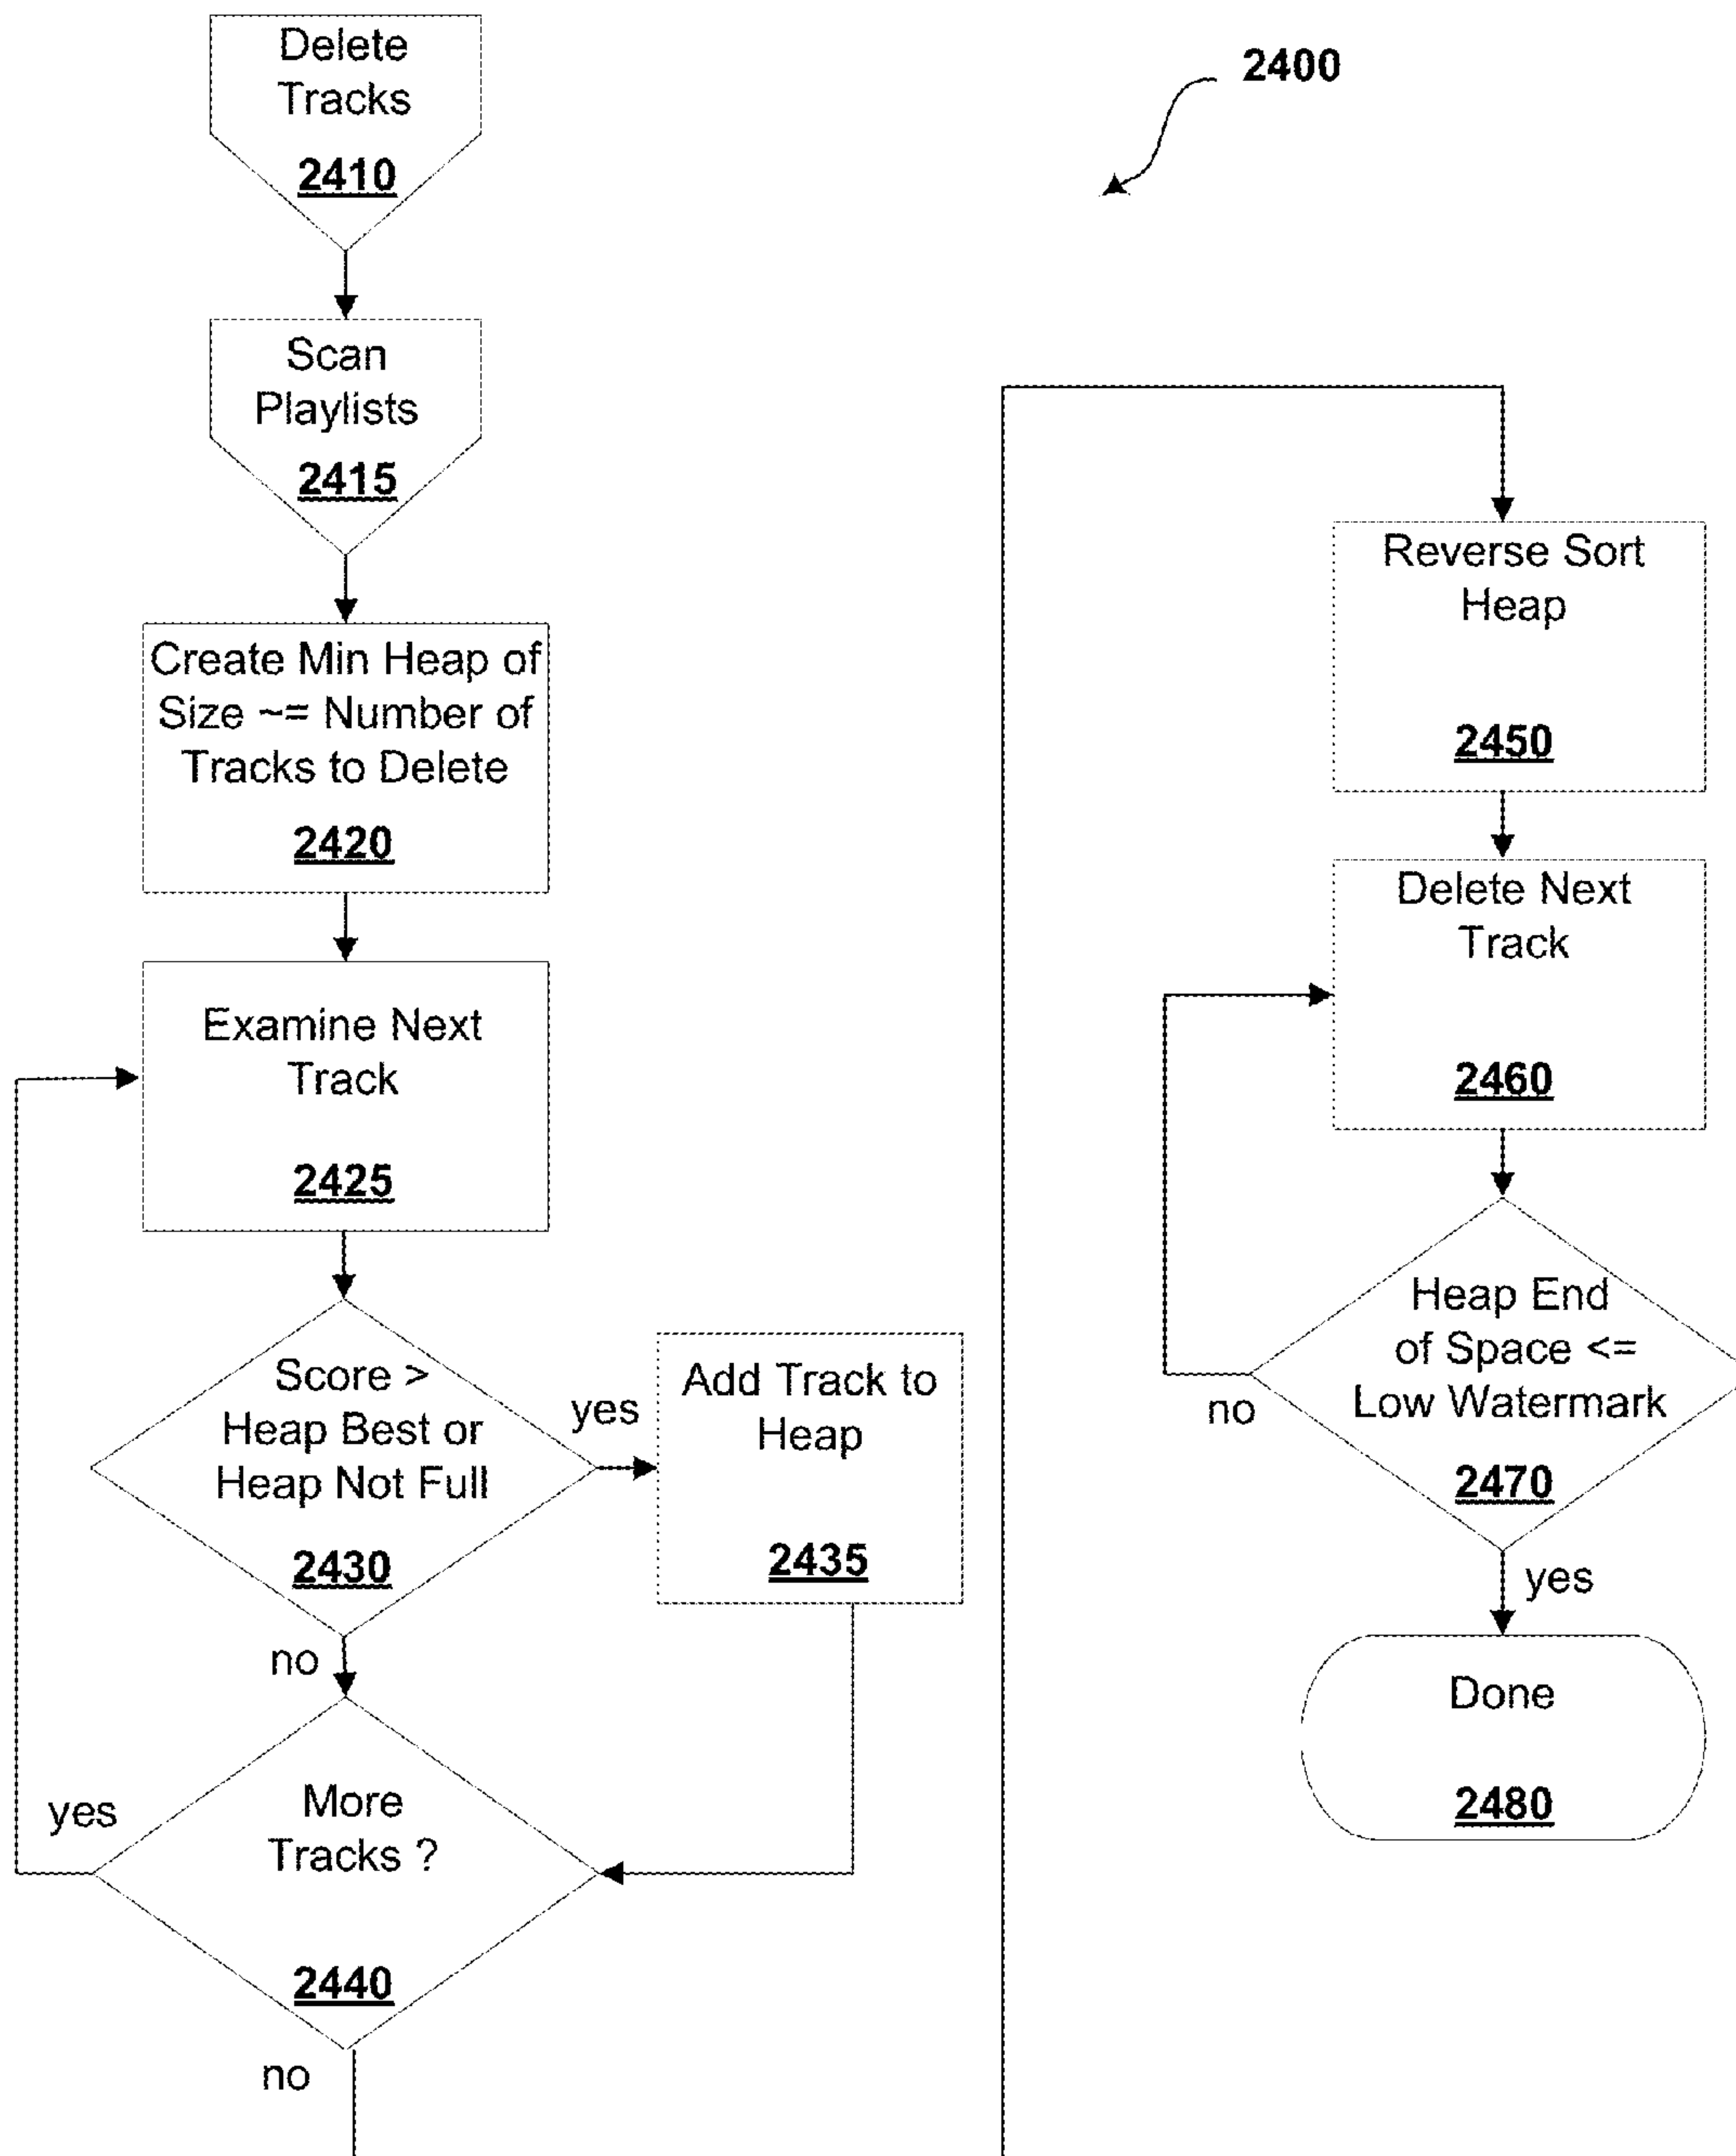 Delete
Tracks
2410
2400
Scan
Playlists
2415
Create Min Heap of
Size ~= Number of
Tracks to Delete
2420
Examine Next
Track
2425
Score >
Heap Best or
Heap Not Full
2430
yes
Add Track to
Heap
2435
no
More
Tracks ?
2440
yes
no
Reverse Sort
Heap
2450
Delete Next
Track
2460
Heap End
of Space <=
Low Watermark
2470
no
yes
Done
2480